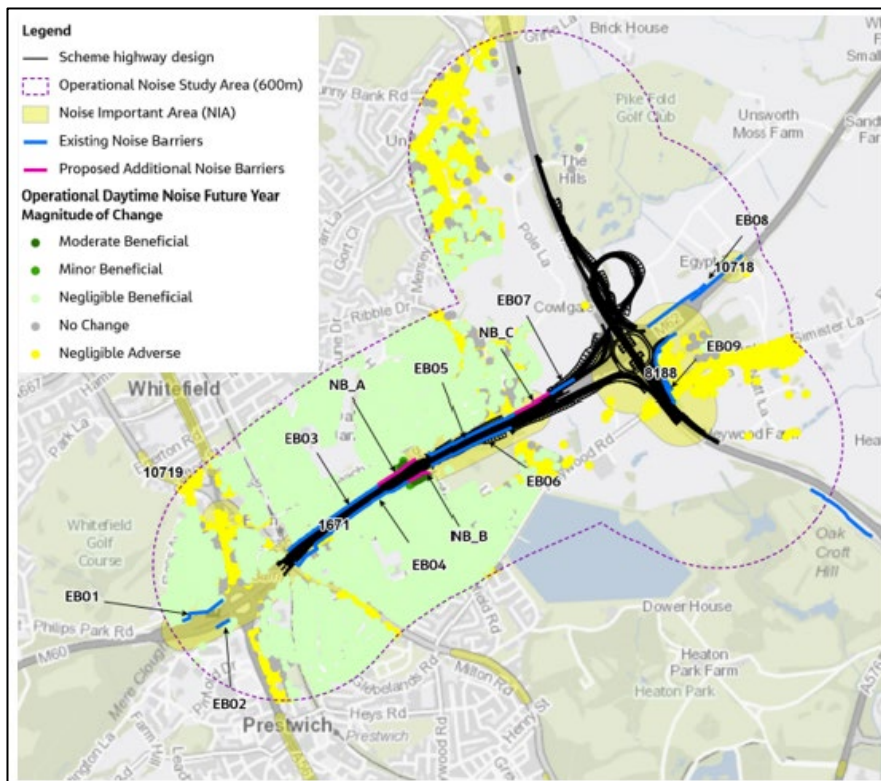 Legend
Scheme highway design
Operational Noise Study Area (600m)
Noise Important Area (NIA)
Existing Noise Barriers
Proposed Additional Noise Barriers
Operational Daytime Noise Future Year
Magnitude of Change
Moderate Beneficial
Minor Beneficial
Negligible Beneficial
No Change
Negligible Adverse
Brick House
Pike Fold
Golf Club
Unsworth
Moss Farm
The
Hills
Pole La
EB08
10718
EB07
Cowlgate
NB_C
Ribble Dr
EB05
EB09
8188
Simister La
Whitefield
NB_A
EB03
EB06
10719
1671
NB_B
Whitefield
Golf
Course
EB04
Oak
Croft
Hill
EB01
Philips Park Rd
M60
Dower House
Heaton
Park Farm
Heaton Park
Milton Rd
EB02
Heys Rd
Prestwich
Prestwich
Henry St